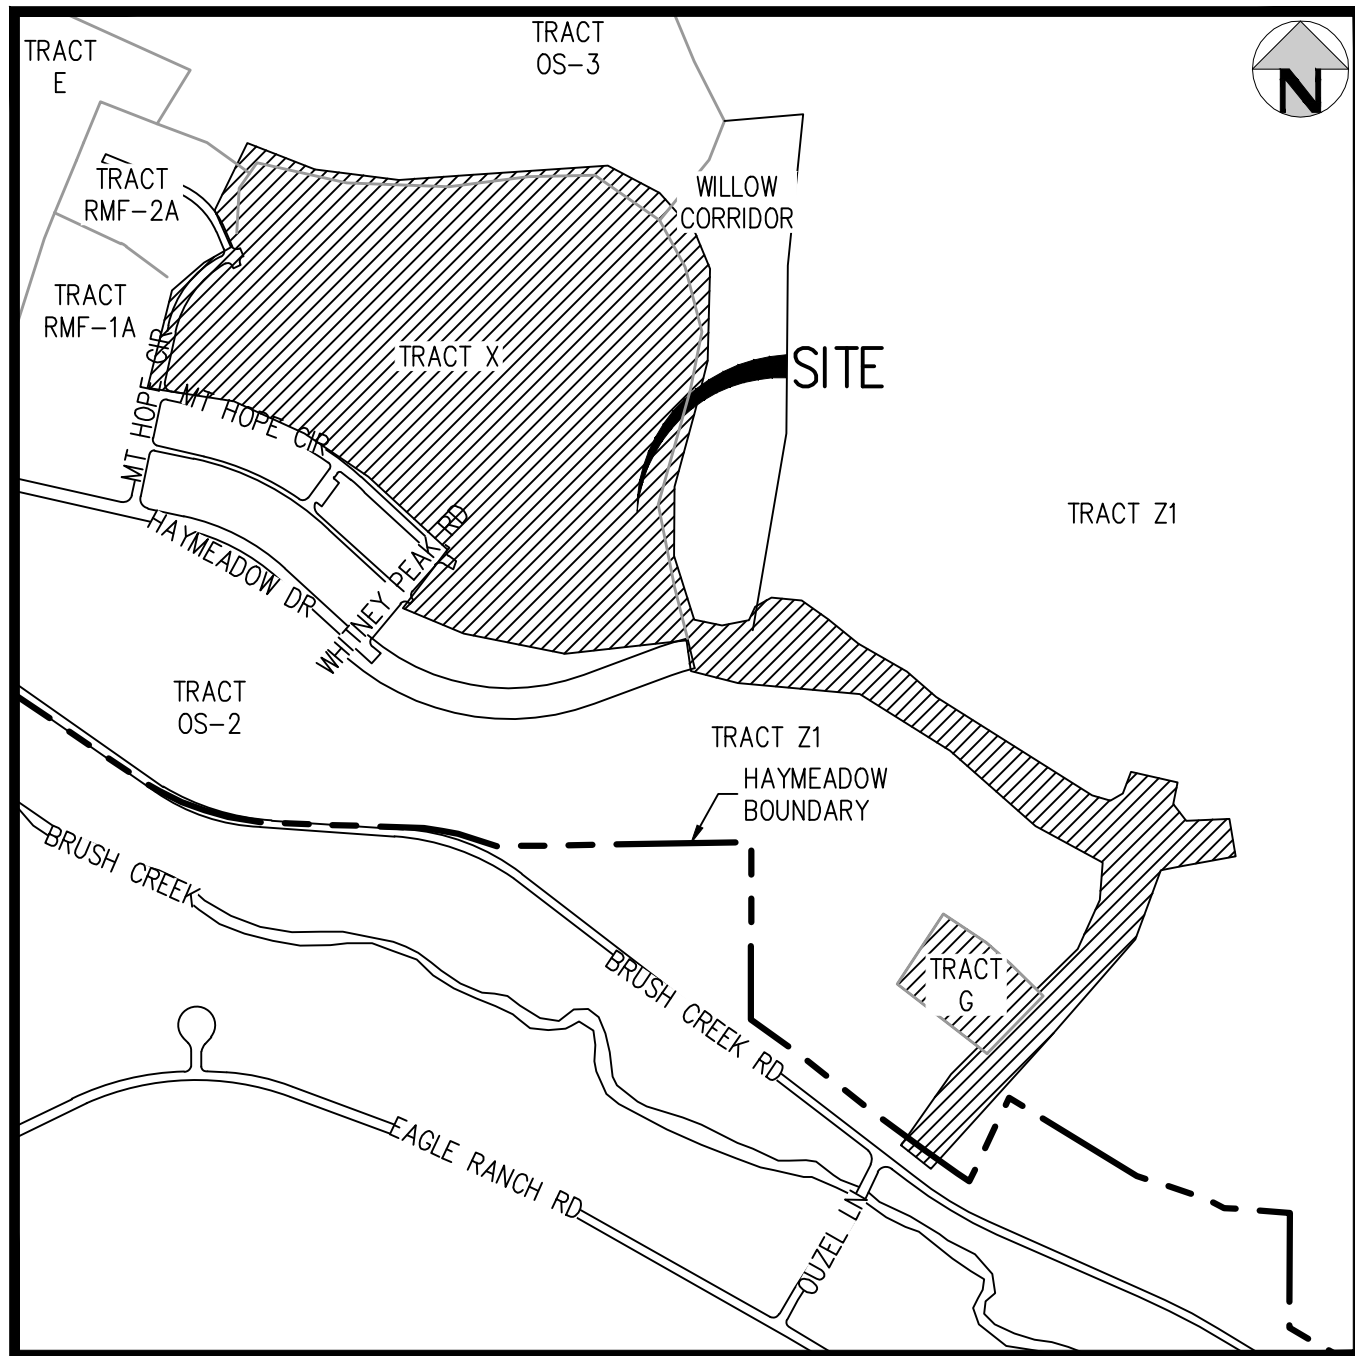 TRACT
E
TRACT
OS-3
N
TRACT
RMF-2A
WILLOW
CORRIDOR
TRACT
RMF-1A
TRACT X
SITE
MT HOPE CIR
MT HOPE CIR
TRACT Z1
HAYMEADOW DR
WHITNEY PEAK RD
TRACT
OS-2
TRACT Z1
HAYMEADOW
BOUNDARY
BRUSH CREEK
TRACT
G
BRUSH CREEK RD
EAGLE RANCH RD
OUZEL LN